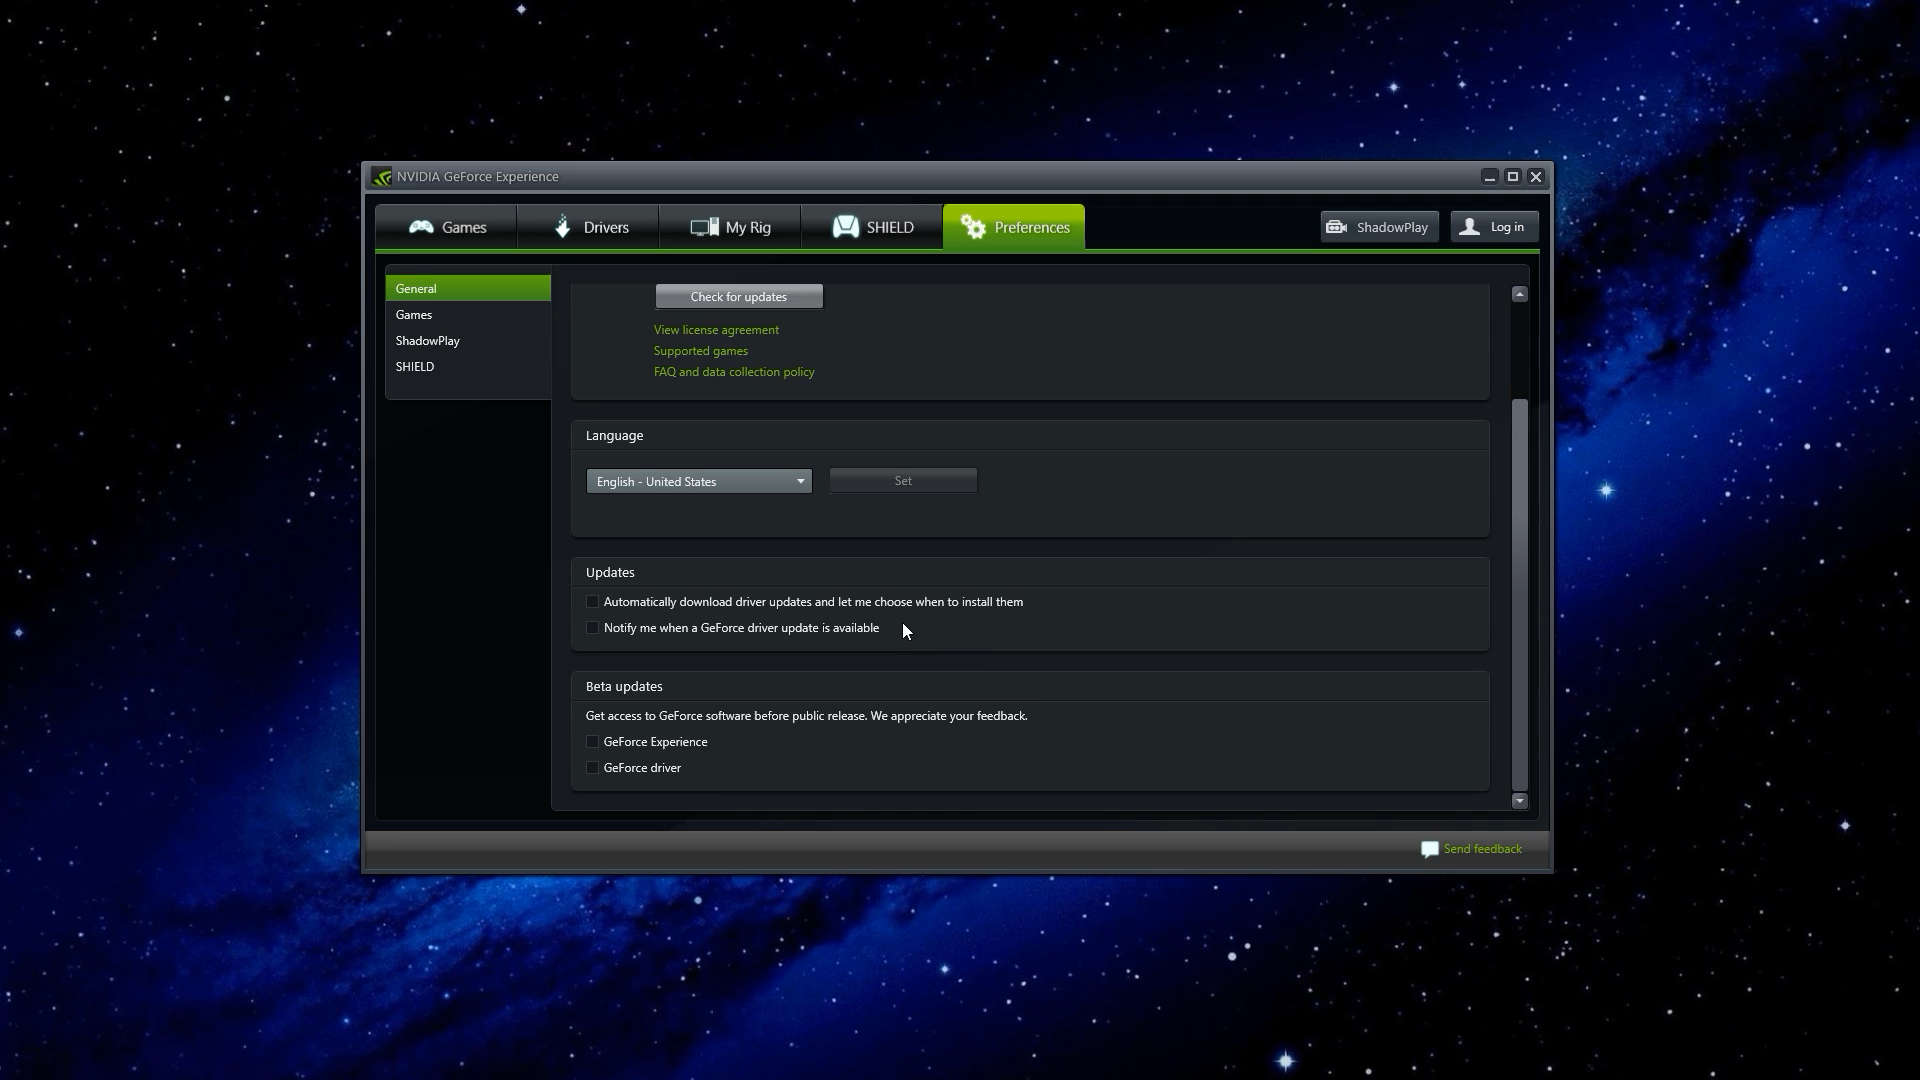 NVIDIA GeForce Experience
Games
Drivers
My Rig
SHIELD
Preferences
ShadowPlay
Log in
General
Games
ShadowPlay
SHIELD
Check for updates
View license agreement
Supported games
FAQ and data collection policy
Language
English - United States
Set
Updates
Automatically download driver updates and let me choose when to install them
Notify me when a GeForce driver update is available
Beta updates
Get access to GeForce software before public release. We appreciate your feedback.
GeForce Experience
GeForce driver
Send feedback